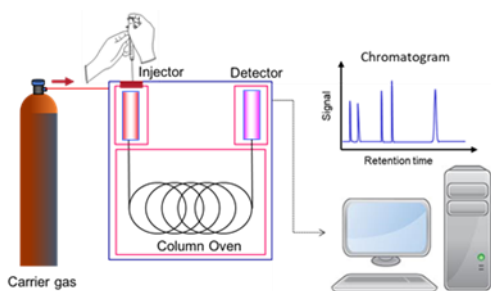 Injector
Detector
Column Oven
Carrier gas
Chromatogram
Signal
Retention time